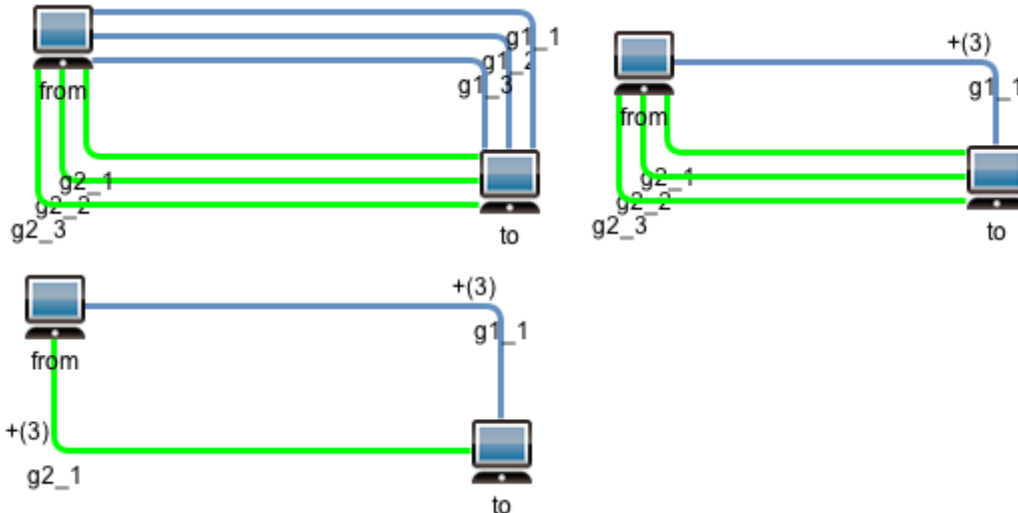 g1_1
g1_2
g1_3
from
g2_1
g2_2
g2_3
to
+(3)
g1_1
from
g2_1
g2_2
g2_3
to
+(3)
g1_1
from
+(3)
g2_1
to